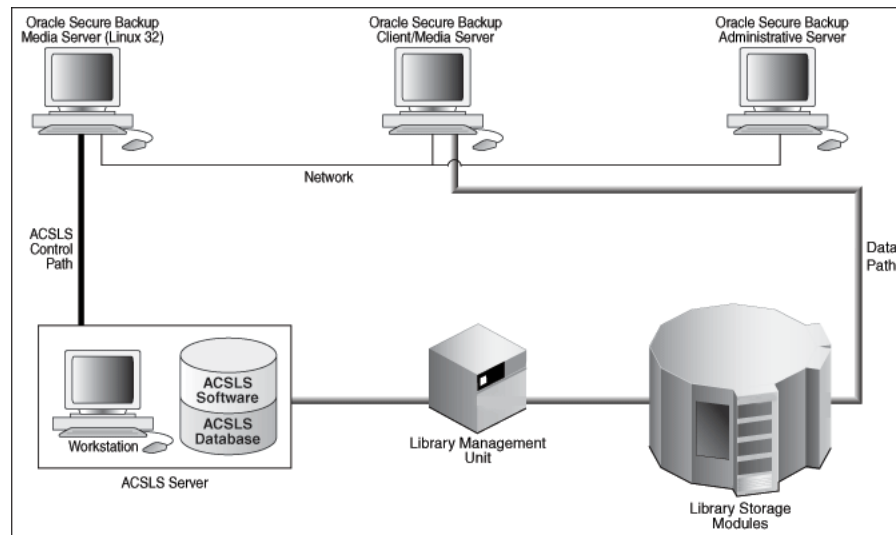 Oracle Secure Backup
Media Server (Linux 32)
Oracle Secure Backup
Client/Media Server
Oracle Secure Backup
Administrative Server
Network
ACSLS
Control
Path
Data
Path
ACSLS
Software
ACSLS
Database
Workstation
ACSLS Server
Library Management
Unit
Library Storage
Modules